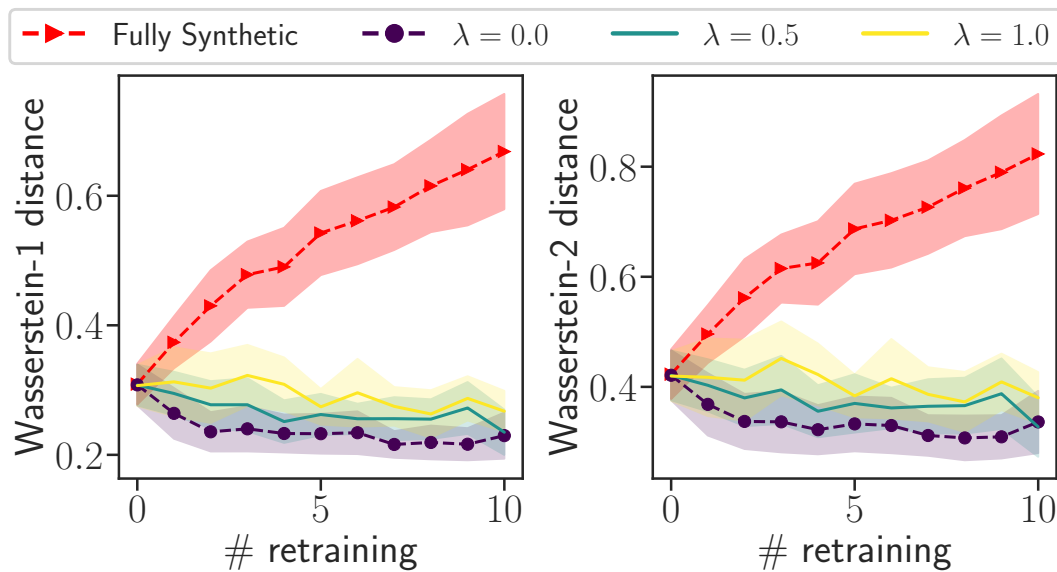 Fully Synthetic λ = 0.0 λ = 0.5 λ = 1.0
Wasserstein-1 distance
0.6
0.4
0.2
0 5 10
# retraining
Wasserstein-2 distance
0.8
0.6
0.4
0 5 10
# retraining